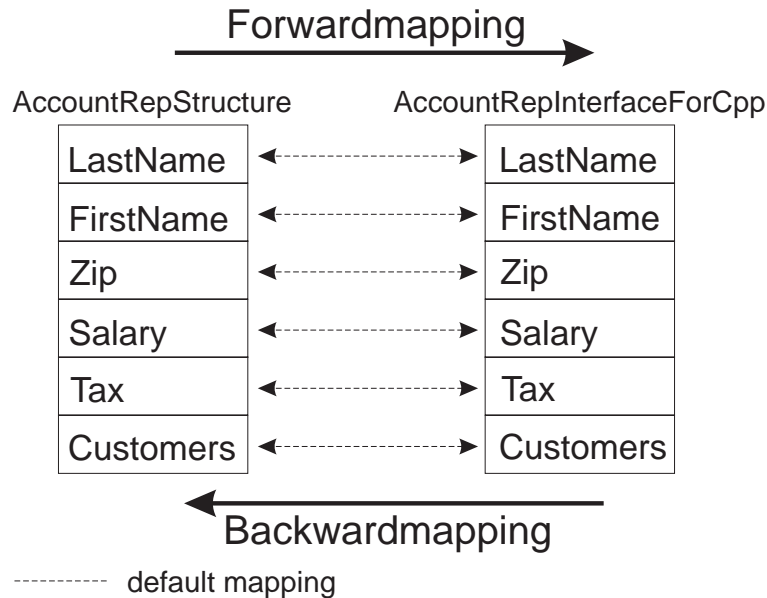 Forwardmapping
AccountRepStructure AccountRepInterfaceForCpp
LastName LastName
FirstName FirstName
Zip Zip
Salary Salary
Tax Tax
Customers Customers
Backwardmapping
default mapping